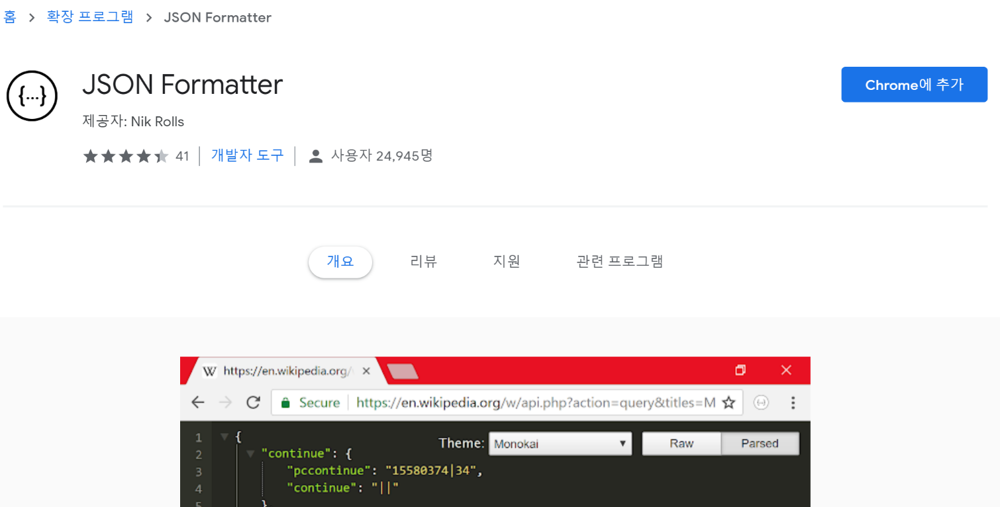 홈 > 확장 프로그램 > JSON Formatter
{...}
JSON Formatter
Chrome에 추가
제공자: Nik Rolls
41 개발자 도구 사용자 24,945명
개요 리뷰 지원 관련 프로그램
W https://en.wikipedia.org/
Secure https://en.wikipedia.org/w/api.php?action=query&titles=M
Theme: Monokai Raw Parsed
1 {
2 "continue": {
3 "pccontinue": "15580374|34",
4 "continue": "||"
5 }